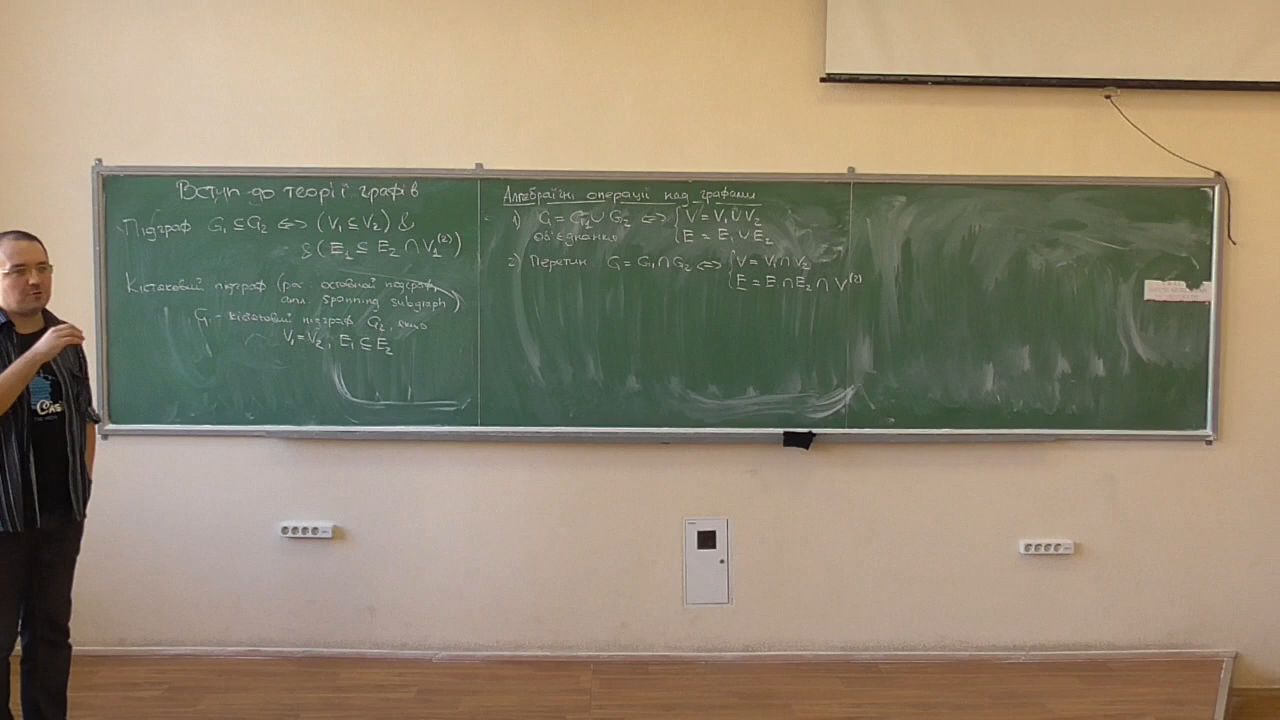 Вступ до теорії графів
Підграф G₁ ⊆ G₂ ⇔ (V₁ ⊆ V₂) &
& (E₁ ⊆ E₂ ∩ V₁⁽²⁾)
Кістяковий підграф (рос. остовной подграф,
англ. spanning subgraph)
G₁ - кістяковий підграф G₂, якщо
V₁ = V₂, E₁ ⊆ E₂
Алгебраїчні операції над графами
1) G = G₁ ∪ G₂ ⇔ { V = V₁ ∪ V₂
об'єднання { E = E₁ ∪ E₂
2) Перетин G = G₁ ∩ G₂ ⇔ { V = V₁ ∩ V₂
{ E = E₁ ∩ E₂ ∩ V⁽²⁾